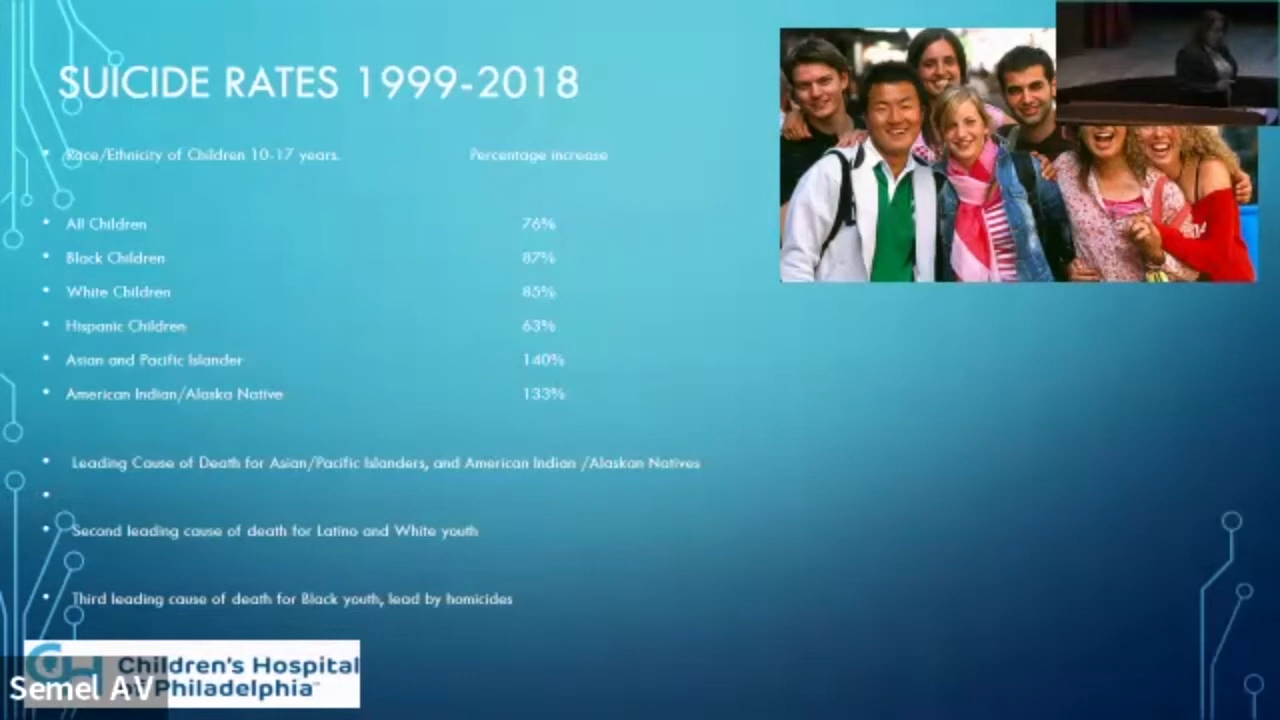 SUICIDE RATES 1999-2018
Race/Ethnicity of Children 10-17 years. Percentage increase
All Children 76%
Black Children 87%
White Children 85%
Hispanic Children 63%
Asian and Pacific Islander 140%
American Indian/Alaska Native 133%
Leading Cause of Death for Asian/Pacific Islanders, and American Indian /Alaskan Natives
Second leading cause of death for Latino and White youth
Third leading cause of death for Black youth, lead by homicides
Children's Hospital
of Philadelphia
Semel AV